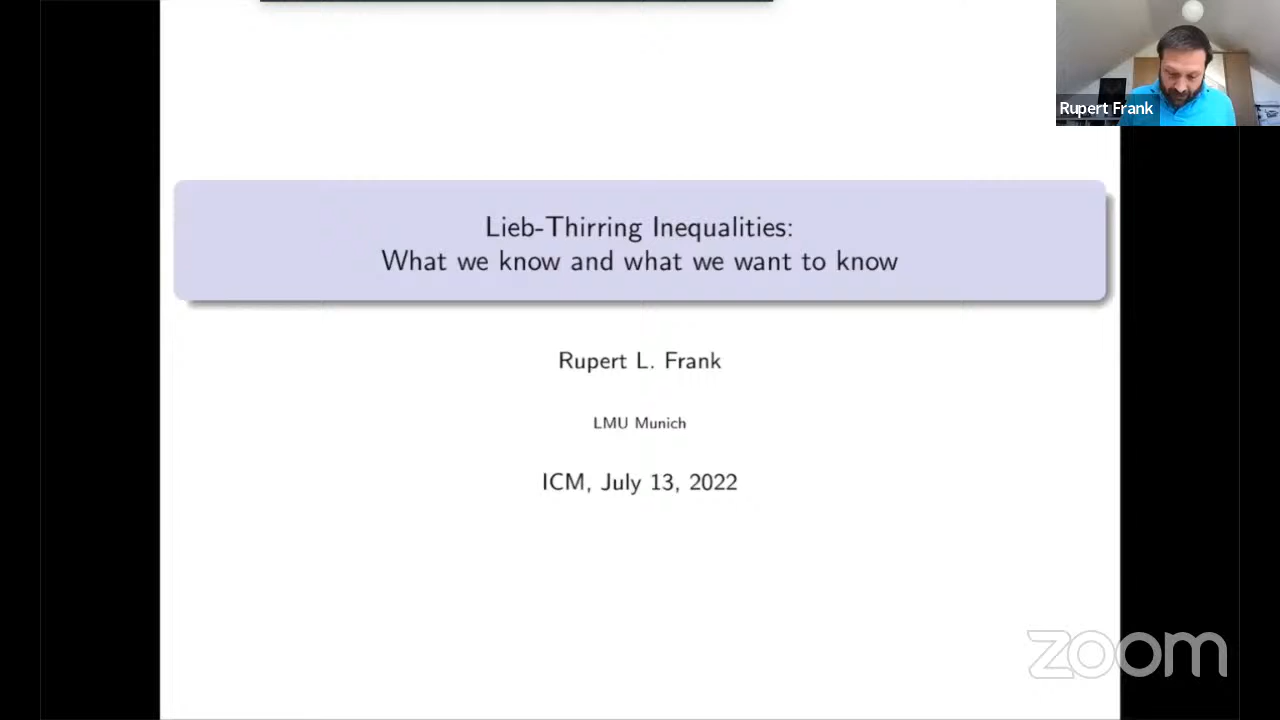 Rupert Frank
Lieb-Thirring Inequalities:
What we know and what we want to know
Rupert L. Frank
LMU Munich
ICM, July 13, 2022
zoom